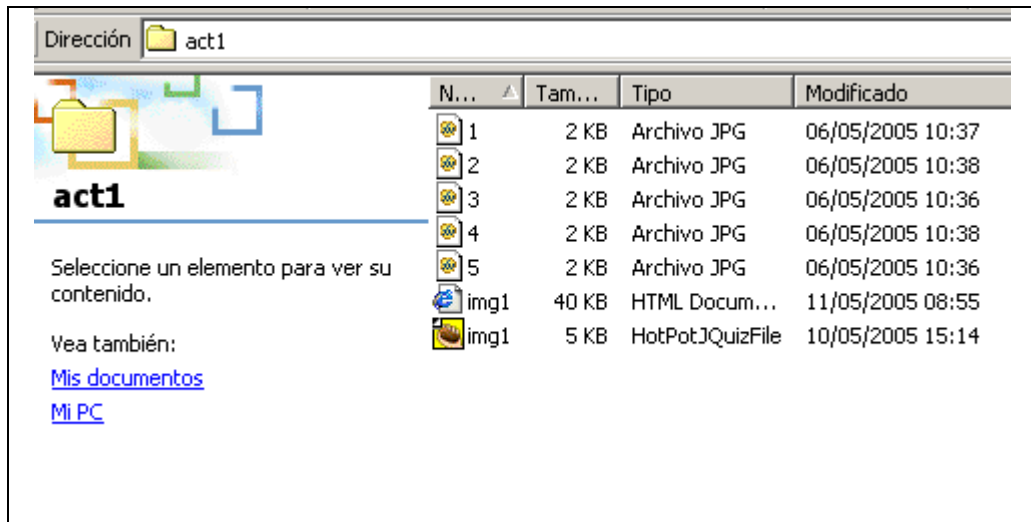 Dirección act1
N... Tam... Tipo Modificado
1 2 KB Archivo JPG 06/05/2005 10:37
2 2 KB Archivo JPG 06/05/2005 10:38
3 2 KB Archivo JPG 06/05/2005 10:36
4 2 KB Archivo JPG 06/05/2005 10:38
5 2 KB Archivo JPG 06/05/2005 10:36
img1 40 KB HTML Docum... 11/05/2005 08:55
img1 5 KB HotPotJQuizFile 10/05/2005 15:14
act1
Seleccione un elemento para ver su
contenido.
Vea también:
Mis documentos
Mi PC